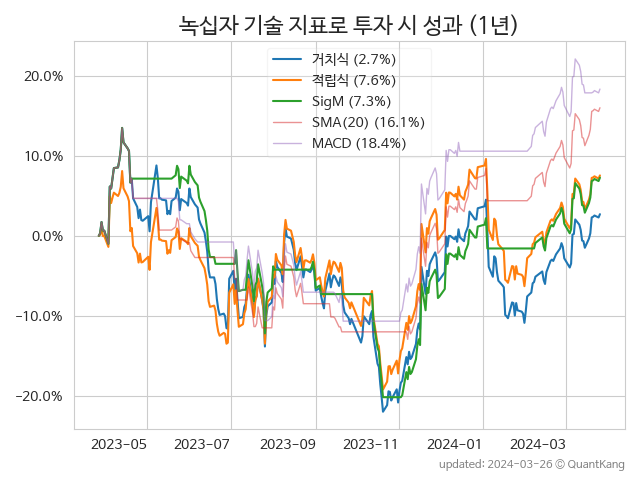 녹십자 기술 지표로 투자 시 성과 (1년)
거치식 (2.7%)
적립식 (7.6%)
SigM (7.3%)
SMA(20) (16.1%)
MACD (18.4%)
20.0%
10.0%
0.0%
−10.0%
−20.0%
2023-05 2023-07 2023-09 2023-11 2024-01 2024-03
updated: 2024-03-26 ⓒ QuantKang